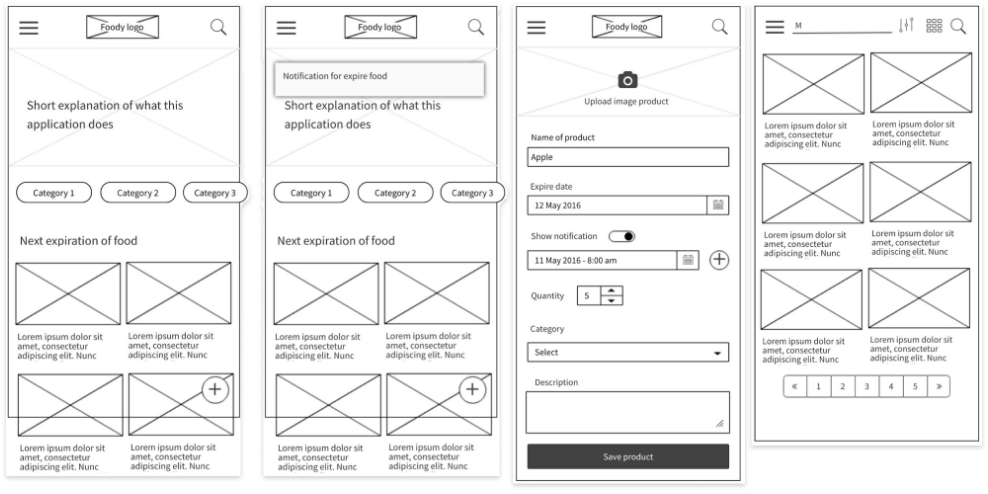 Foody logo
Short explanation of what this
application does
Category 1
Category 2
Category 3
Next expiration of food
Lorem ipsum dolor sit
amet, consectetur
adipiscing elit. Nunc
Lorem ipsum dolor sit
amet, consectetur
adipiscing elit. Nunc
Lorem ipsum dolor sit
amet, consectetur
adipiscing elit. Nunc
Lorem ipsum dolor sit
amet, consectetur
adipiscing elit. Nunc
Foody logo
Notification for expire food
Short explanation of what this
application does
Category 1
Category 2
Category 3
Next expiration of food
Lorem ipsum dolor sit
amet, consectetur
adipiscing elit. Nunc
Lorem ipsum dolor sit
amet, consectetur
adipiscing elit. Nunc
Lorem ipsum dolor sit
amet, consectetur
adipiscing elit. Nunc
Lorem ipsum dolor sit
amet, consectetur
adipiscing elit. Nunc
Foody logo
Upload image product
Name of product
Apple
Expire date
12 May 2016
Show notification
11 May 2016 - 8:00 am
Quantity
5
Category
Select
Description
Save product
M
Lorem ipsum dolor sit
amet, consectetur
adipiscing elit. Nunc
Lorem ipsum dolor sit
amet, consectetur
adipiscing elit. Nunc
Lorem ipsum dolor sit
amet, consectetur
adipiscing elit. Nunc
Lorem ipsum dolor sit
amet, consectetur
adipiscing elit. Nunc
Lorem ipsum dolor sit
amet, consectetur
adipiscing elit. Nunc
Lorem ipsum dolor sit
amet, consectetur
adipiscing elit. Nunc
« 1 2 3 4 5 »